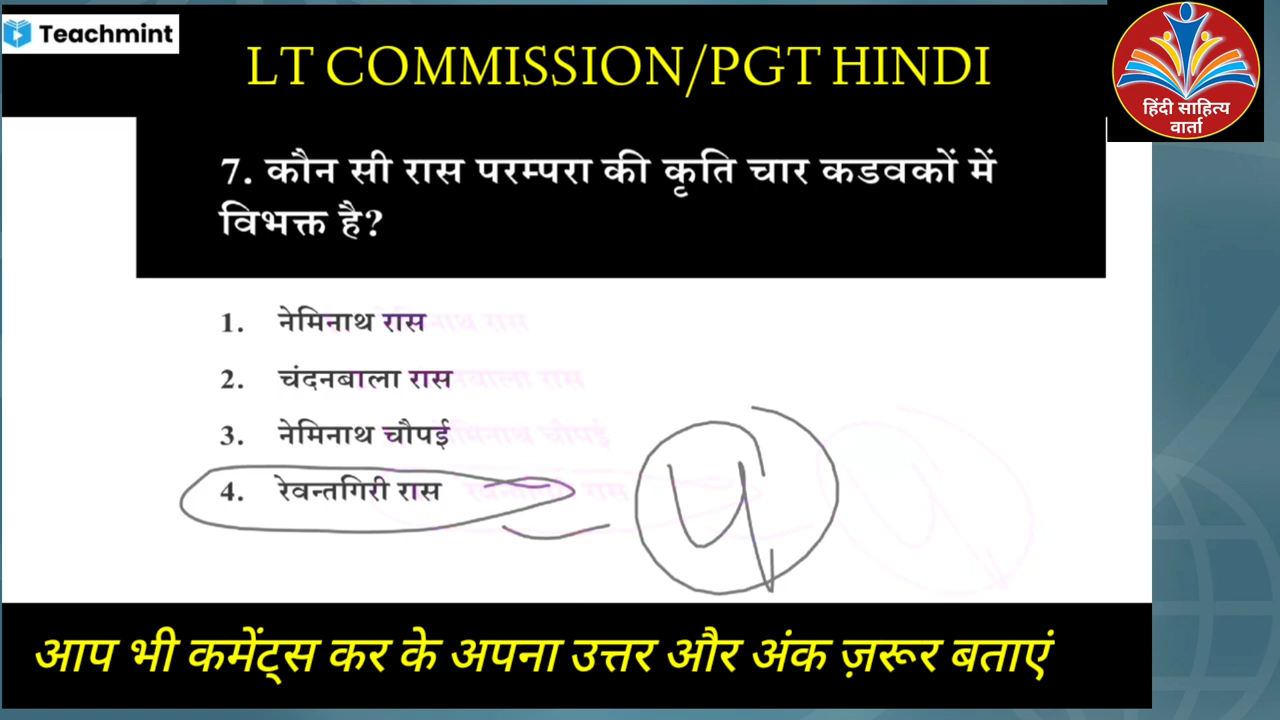 Teachmint
LT COMMISSION/PGT HINDI
हिंदी साहित्य
वार्ता
7. कौन सी रास परम्परा की कृति चार कडवकों में
विभक्त है?
1. नेमिनाथ रास
2. चंदनबाला रास
3. नेमिनाथ चौपई
4. रेवन्तगिरी रास
आप भी कमेंट्स कर के अपना उत्तर और अंक ज़रूर बताएं